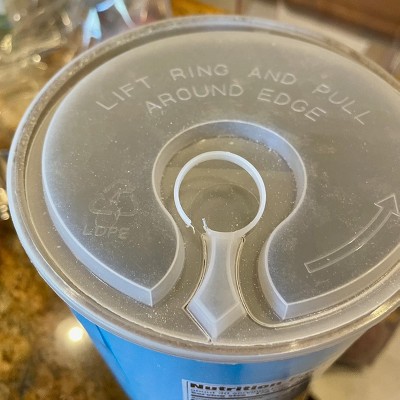 LIFT RING AND PULL
AROUND EDGE
LDPE
Nutrition